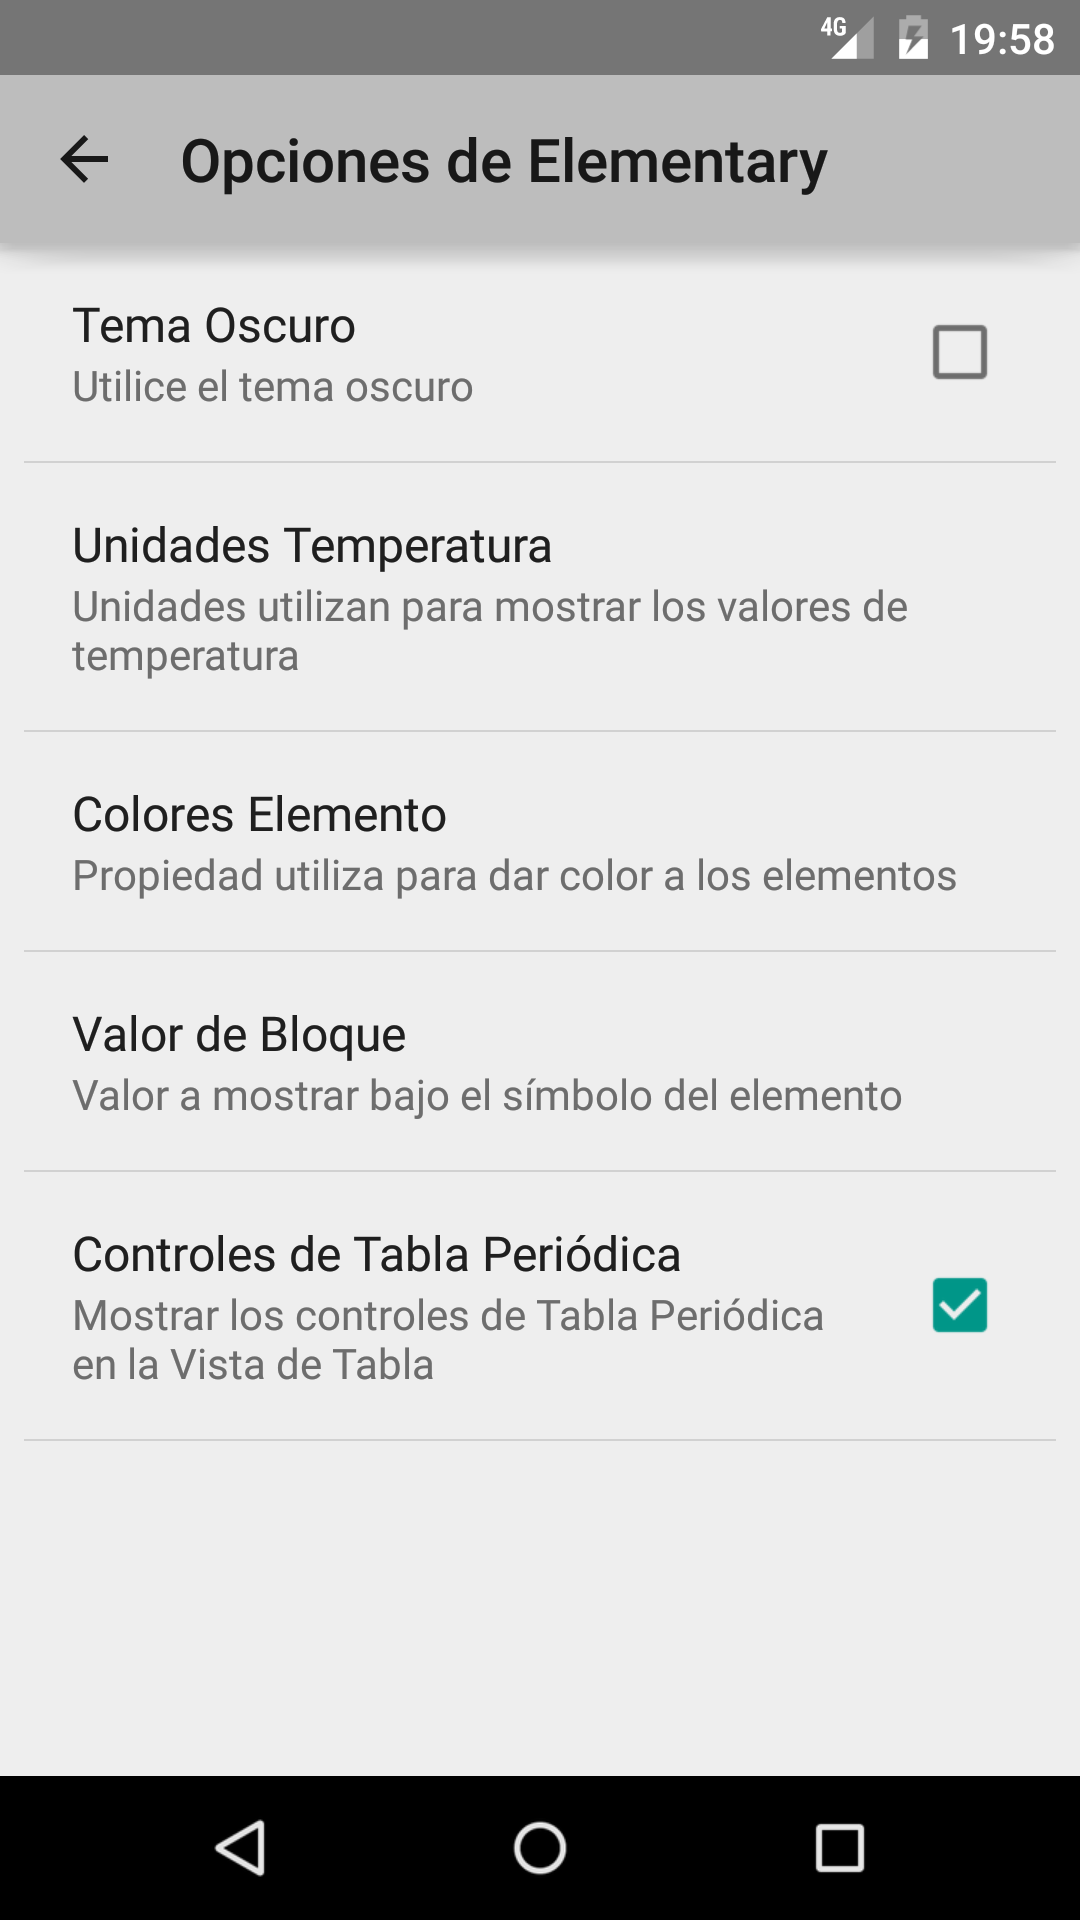 4G 19:58
Opciones de Elementary
Tema Oscuro
Utilice el tema oscuro
Unidades Temperatura
Unidades utilizan para mostrar los valores de
temperatura
Colores Elemento
Propiedad utiliza para dar color a los elementos
Valor de Bloque
Valor a mostrar bajo el símbolo del elemento
Controles de Tabla Periódica
Mostrar los controles de Tabla Periódica
en la Vista de Tabla